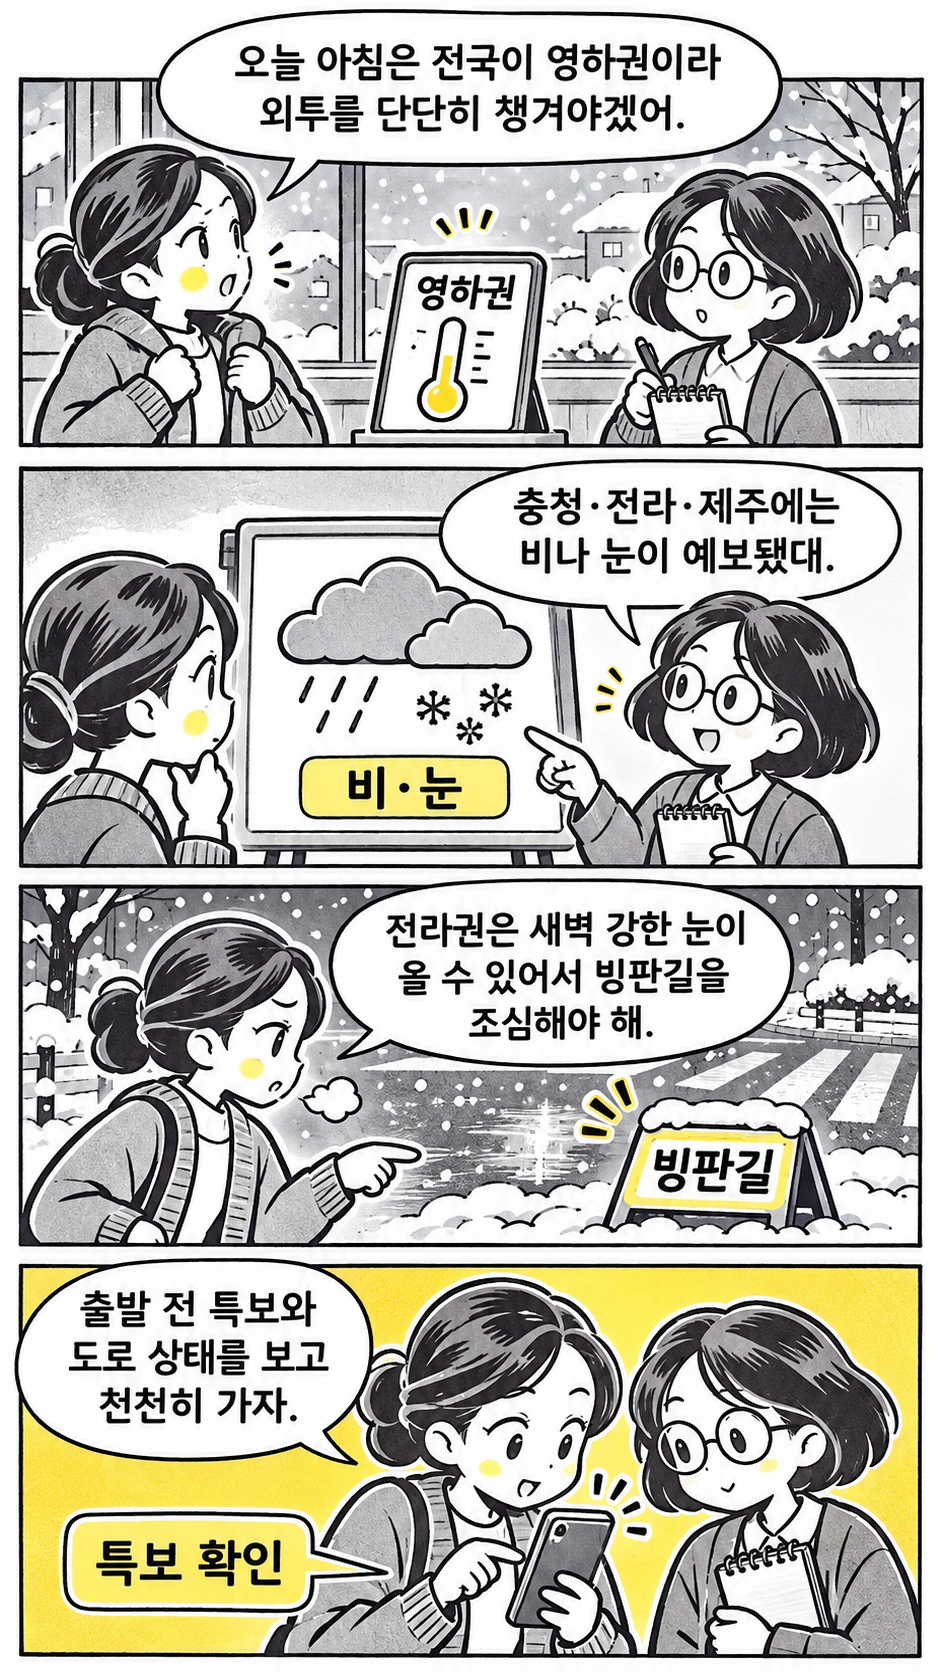 오늘 아침은 전국이 영하권이라
외투를 단단히 챙겨야겠어.
영하권
충청·전라·제주에는
비나 눈이 예보됐대.
비·눈
전라권은 새벽 강한 눈이
올 수 있어서 빙판길을
조심해야 해.
빙판길
출발 전 특보와
도로 상태를 보고
천천히 가자.
특보 확인